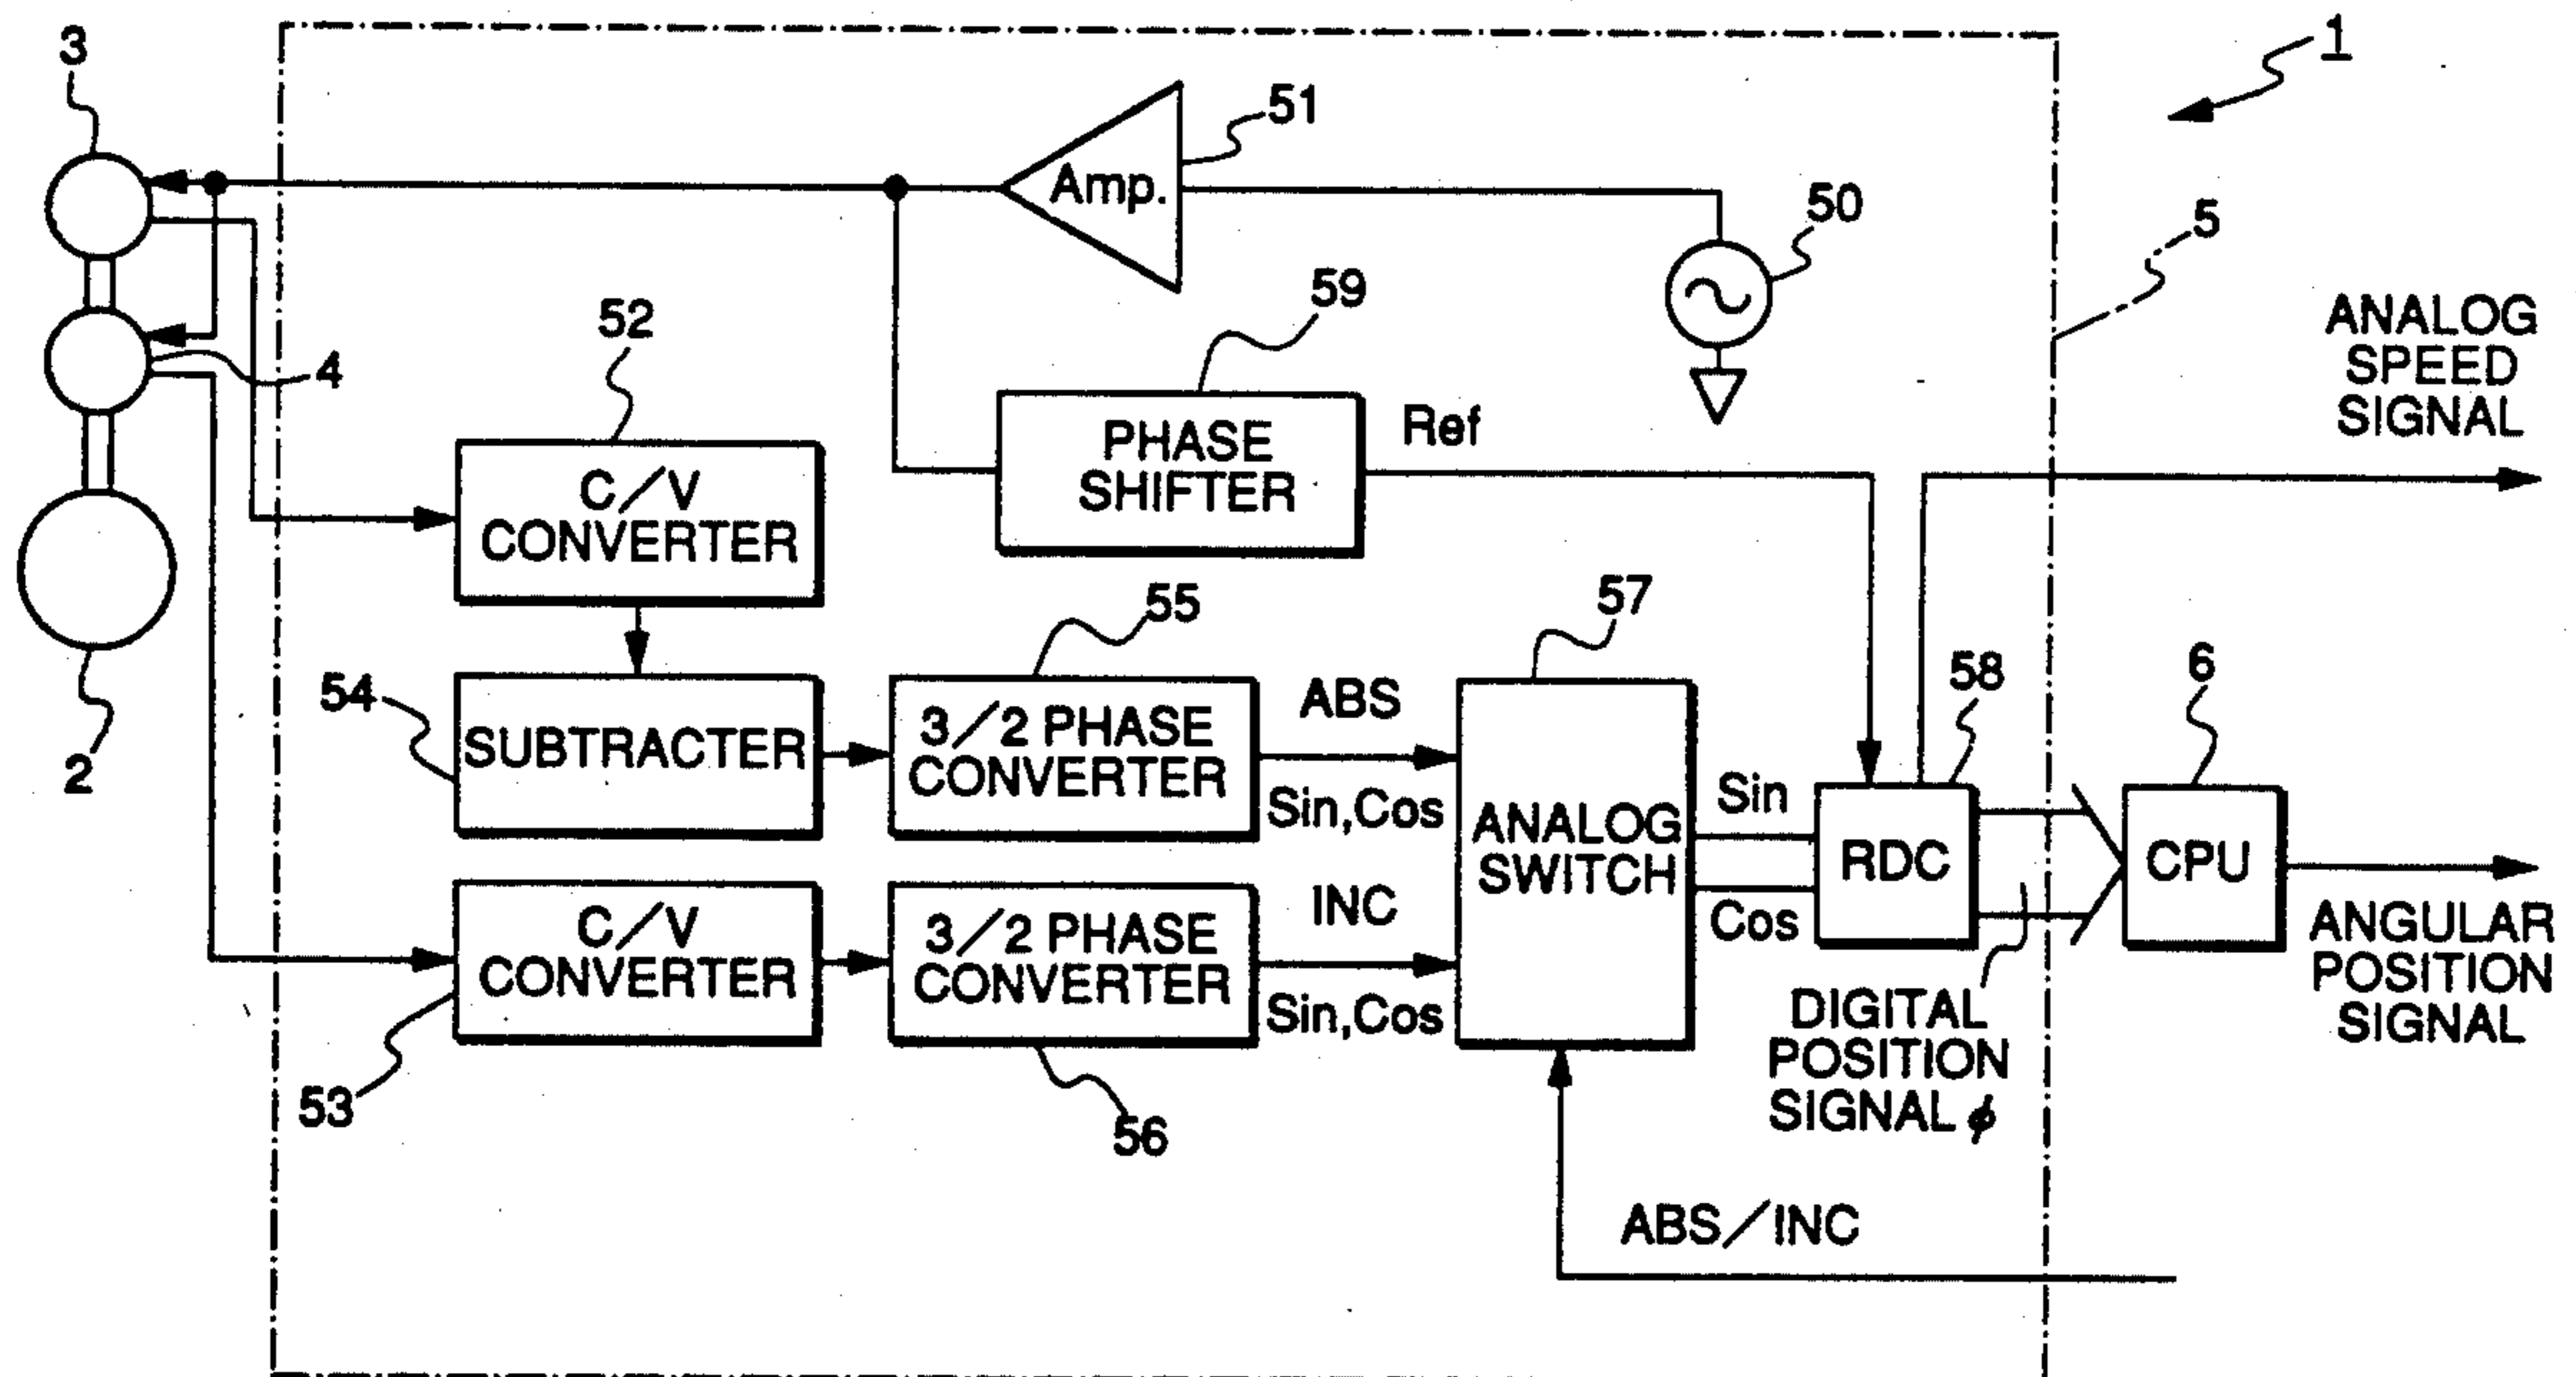 1
3
51
Amp.
50
5
59
ANALOG
SPEED
SIGNAL
52
4
PHASE
SHIFTER
Ref
C/V
CONVERTER
55
57
58
6
54
SUBTRACTER
3/2 PHASE
CONVERTER
ABS
Sin,Cos
2
ANALOG
SWITCH
Sin
Cos
RDC
CPU
C/V
CONVERTER
3/2 PHASE
CONVERTER
INC
Sin,Cos
ANGULAR
POSITION
SIGNAL
DIGITAL
POSITION
SIGNAL ϕ
53
56
ABS/INC